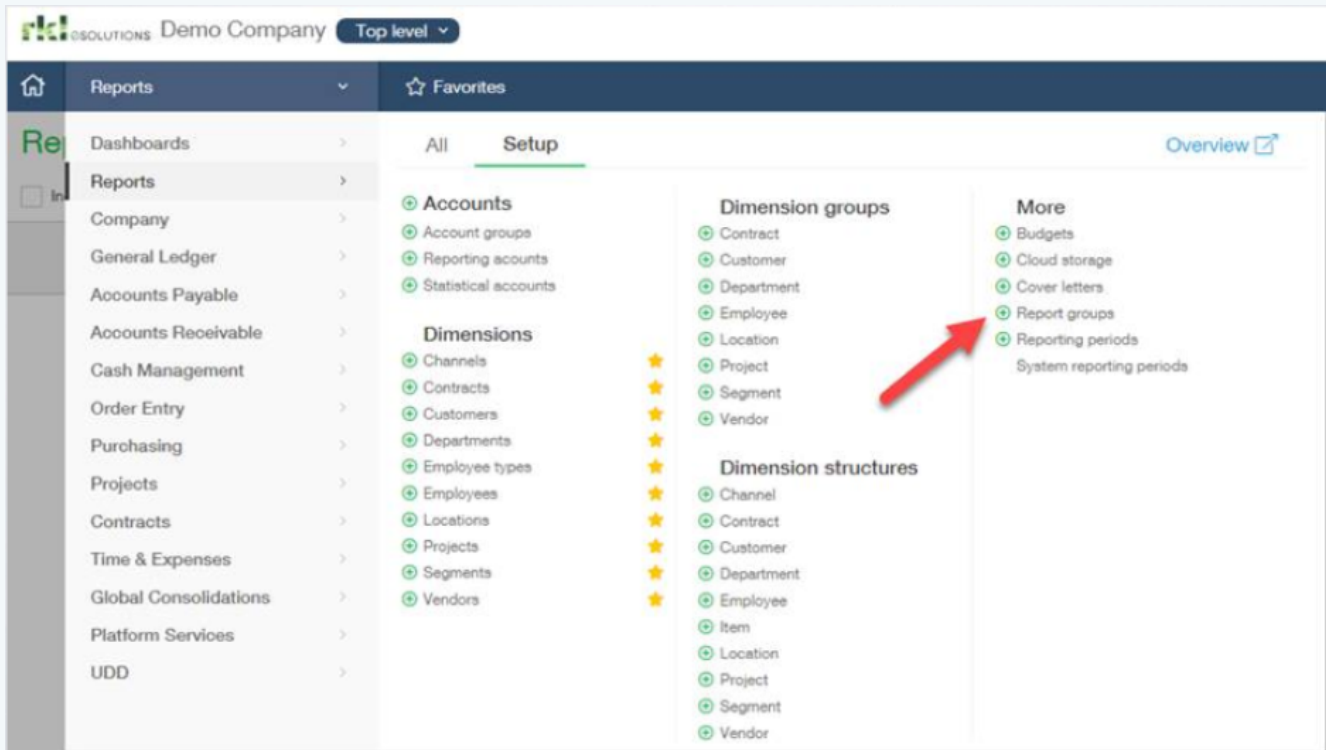 rkl eSOLUTIONS Demo Company Top level
Reports
Favorites
Re
In
Dashboards
Reports
Company
General Ledger
Accounts Payable
Accounts Receivable
Cash Management
Order Entry
Purchasing
Projects
Contracts
Time & Expenses
Global Consolidations
Platform Services
UDD
All
Setup
Overview
Accounts
Account groups
Reporting acounts
Statistical accounts
Dimensions
Channels
Contracts
Customers
Departments
Employee types
Employees
Locations
Projects
Segments
Vendors
Dimension groups
Contract
Customer
Department
Employee
Location
Project
Segment
Vendor
Dimension structures
Channel
Contract
Customer
Department
Employee
Item
Location
Project
Segment
Vendor
More
Budgets
Cloud storage
Cover letters
Report groups
Reporting periods
System reporting periods